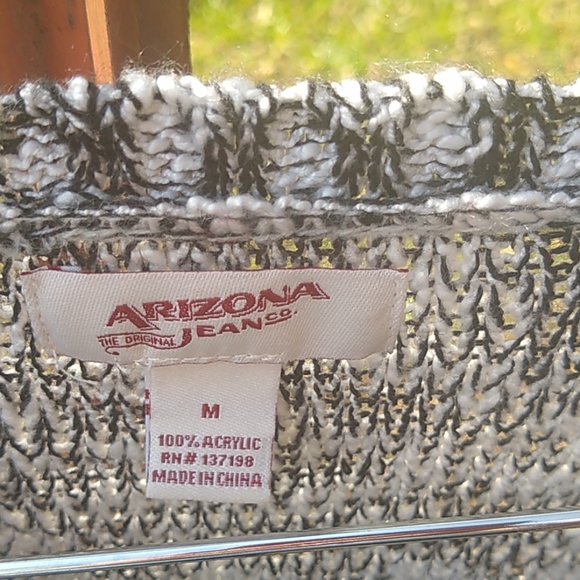 ARIZONA
THE ORIGINAL JEAN CO.
M
100% ACRYLIC
RN# 137198
MADE IN CHINA